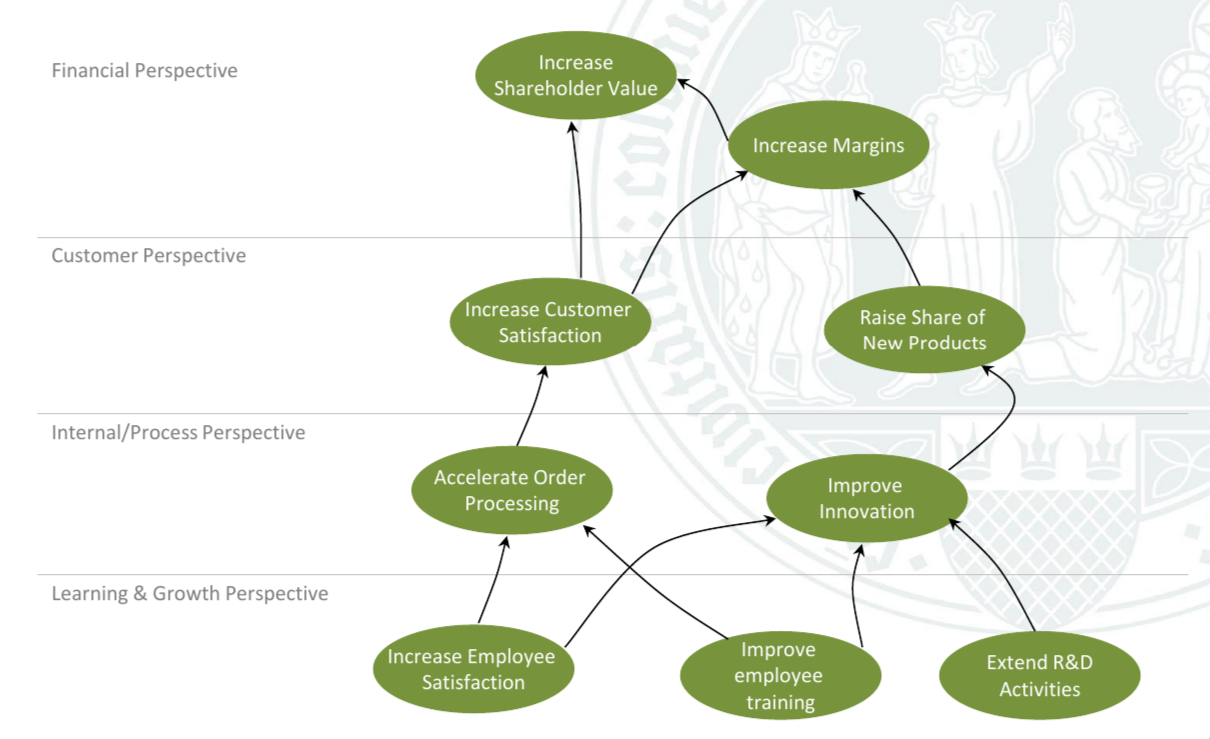 Financial Perspective
Increase
Shareholder Value
Increase Margins
Customer Perspective
Increase Customer
Satisfaction
Raise Share of
New Products
Internal/Process Perspective
Accelerate Order
Processing
Improve
Innovation
Learning & Growth Perspective
Increase Employee
Satisfaction
Improve
employee
training
Extend R&D
Activities